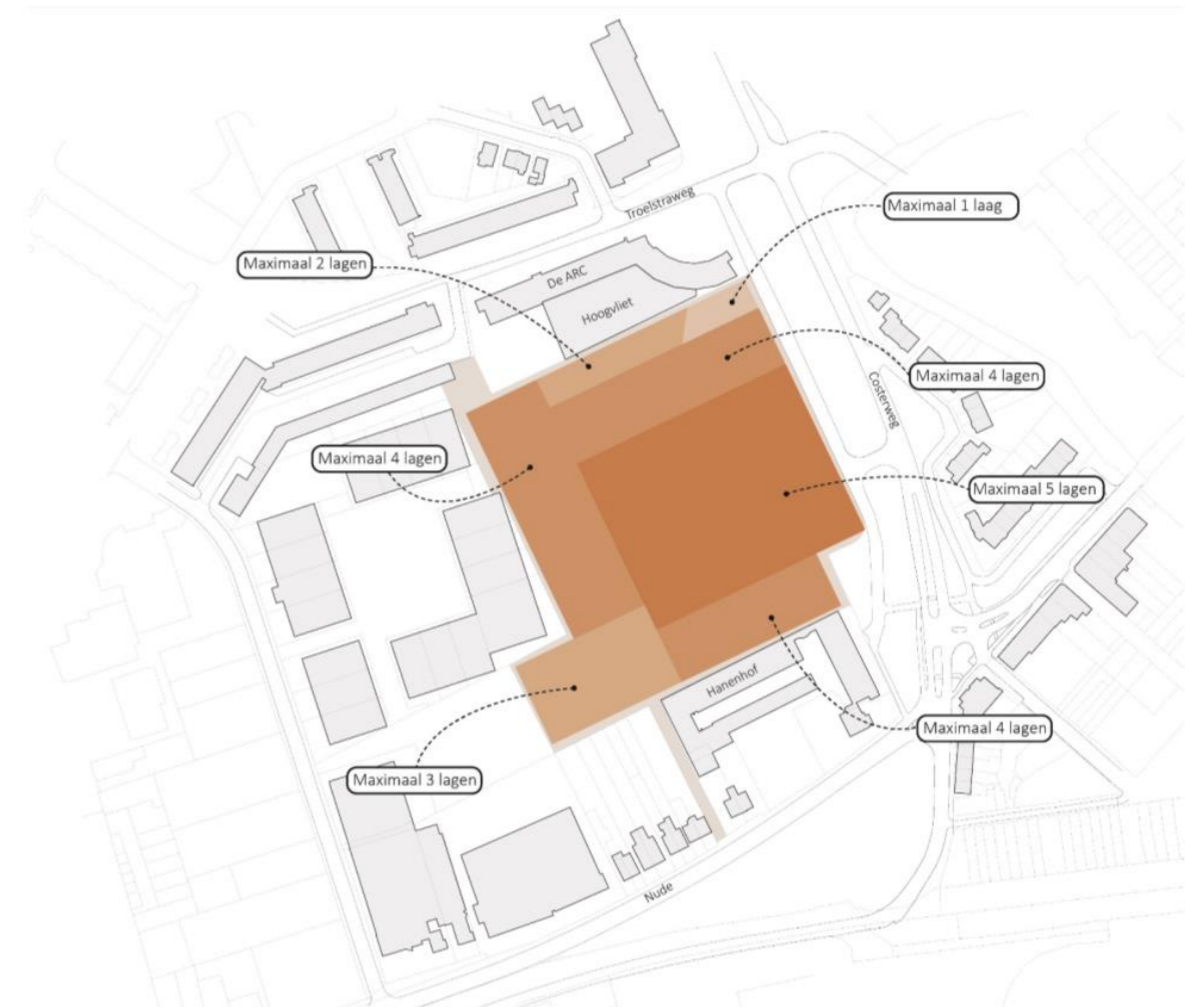 Maximaal 1 laag
Troelstraweg
Maximaal 2 lagen
De ARC
Hoogvliet
Maximaal 4 lagen
Costerweg
Maximaal 4 lagen
Maximaal 5 lagen
Hanenhof
Maximaal 4 lagen
Maximaal 3 lagen
Nude